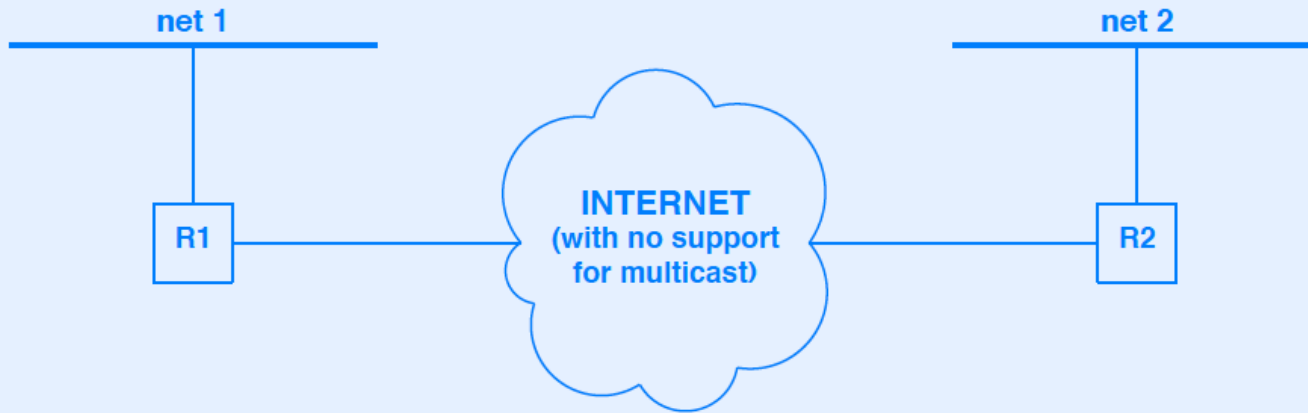 net 1
net 2
INTERNET
(with no support
for multicast)
R1
R2